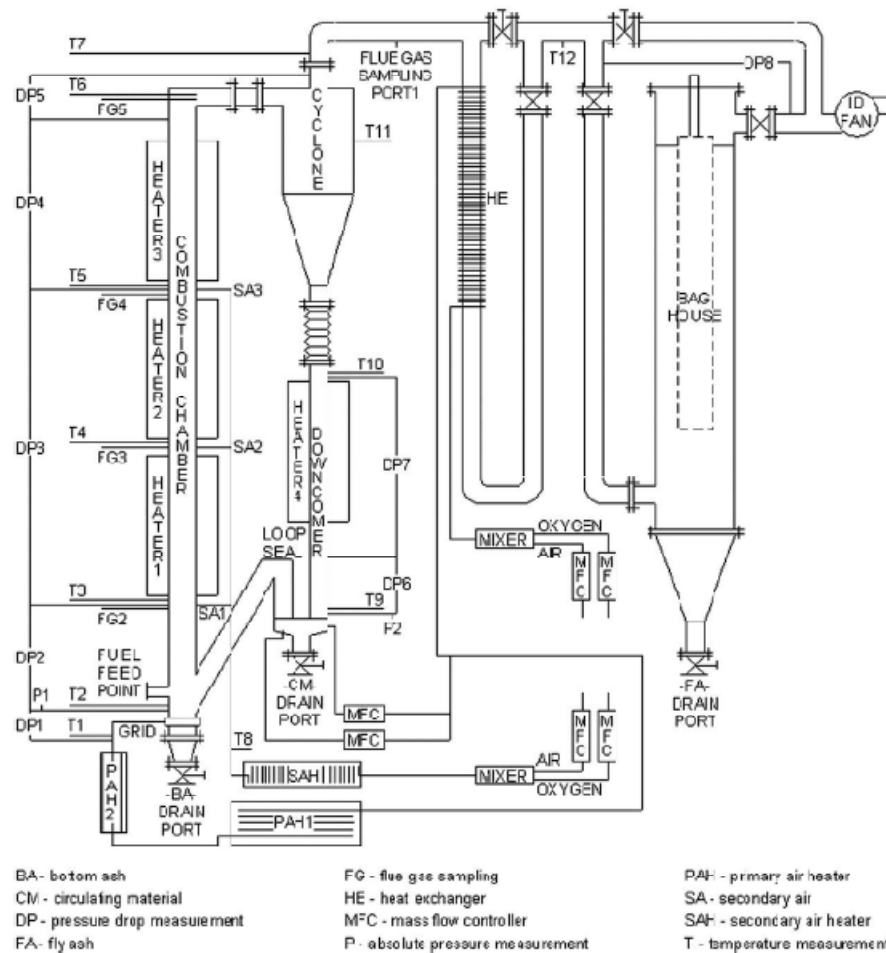 T7
T6
DP5
FG5
FLUE GAS
SAMPLING
PORT1
T12
DP8
ID
FAN
CYCLONE
T11
HEATER3
DP4
COMBUSTION CHAMBER
HE
T5
SA3
FG4
BAG
HOUSE
HEATER2
T10
T4
SA2
DP3
FG3
HEATER4
DOWNCOMER
DP7
HEATER1
LOOP
SEA
OXYGEN
MIXER
AIR
MFC
MFC
DP6
T3
T9
SA1
FG2
P2
DP2
FUEL
FEED
POINT
P1
T2
-CM-
DRAIN
PORT
-FA-
DRAIN
PORT
MFC
T1
DP1
GRID
T8
MFC
MFC
MFC
AIR
SAH
MIXER
OXYGEN
PAH2
-BA-
DRAIN
PORT
PAH1
BA - bottom ash
FG - flue gas sampling
PAH - primary air heater
CM - circulating material
HE - heat exchanger
SA - secondary air
DP - pressure drop measurement
MFC - mass flow controller
SAH - secondary air heater
FA - fly ash
P - absolute pressure measurement
T - temperature measurement